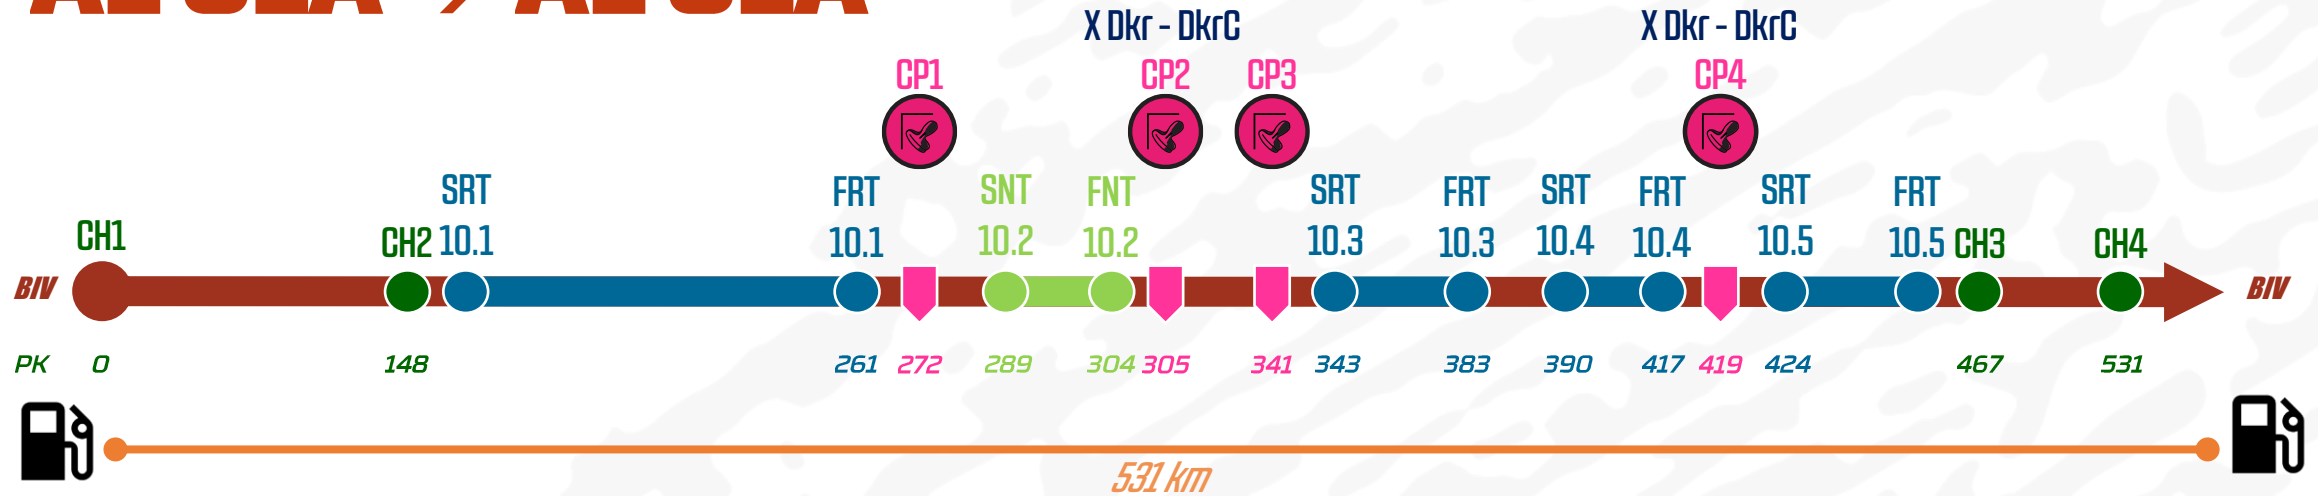 X Dkr - DkrC X Dkr - DkrC
CP1 CP2 CP3 CP4
SRT FRT SNT FNT SRT FRT SRT FRT SRT FRT
CH1 CH2 10.1 10.1 10.2 10.2 10.3 10.3 10.4 10.4 10.5 10.5 CH3 CH4
BIV BIV
PK 0 148 261 272 289 304 305 341 343 383 390 417 419 424 467 531
531 km